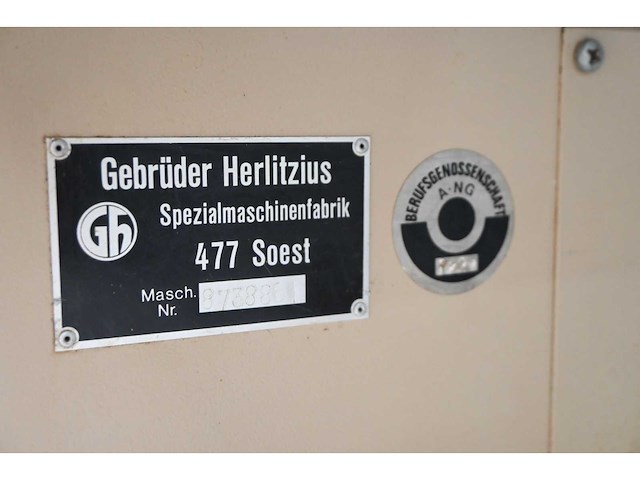 Gebrüder Herlitzius
Gh
Spezialmaschinenfabrik
477 Soest
Masch.
Nr.
BERUFSGENOSSENSCHAFT
A-NG